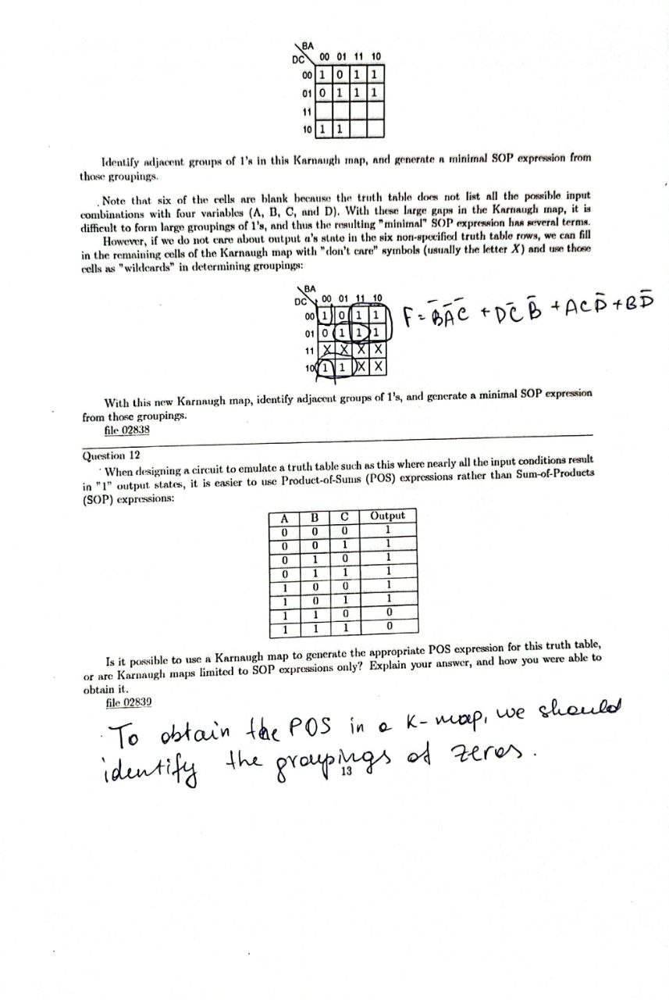 BA
DC 00 01 11 10
00 1 0 1 1
01 0 1 1 1
11
10 1 1
Identify adjacent groups of 1's in this Karnaugh map, and generate a minimal SOP expression from
those groupings.
Note that six of the cells are blank because the truth table does not list all the possible input
combinations with four variables (A, B, C, and D). With these large gaps in the Karnaugh map, it is
difficult to form large groupings of 1's, and thus the resulting "minimal" SOP expression has several terms.
However, if we do not care about output a's state in the six non-specified truth table rows, we can fill
in the remaining cells of the Karnaugh map with "don't care" symbols (usually the letter X) and use those
cells as "wildcards" in determining groupings:
BA
DC 00 01 11 10
00 1 0 1 1 F = B̄ĀC̄ + DC̄B̄ + ACD̄ + BD̄
01 0 1 1 1
11 X X X X
10 1 1 X X
With this new Karnaugh map, identify adjacent groups of 1's, and generate a minimal SOP expression
from those groupings.
file 02838
Question 12
When designing a circuit to emulate a truth table such as this where nearly all the input conditions result
in "1" output states, it is easier to use Product-of-Sums (POS) expressions rather than Sum-of-Products
(SOP) expressions:
A B C Output
0 0 0 1
0 0 1 1
0 1 0 1
0 1 1 1
1 0 0 1
1 0 1 1
1 1 0 0
1 1 1 0
Is it possible to use a Karnaugh map to generate the appropriate POS expression for this truth table,
or are Karnaugh maps limited to SOP expressions only? Explain your answer, and how you were able to
obtain it.
file 02839
To obtain the POS in a K-map, we should
identify the groupings of zeros.
13